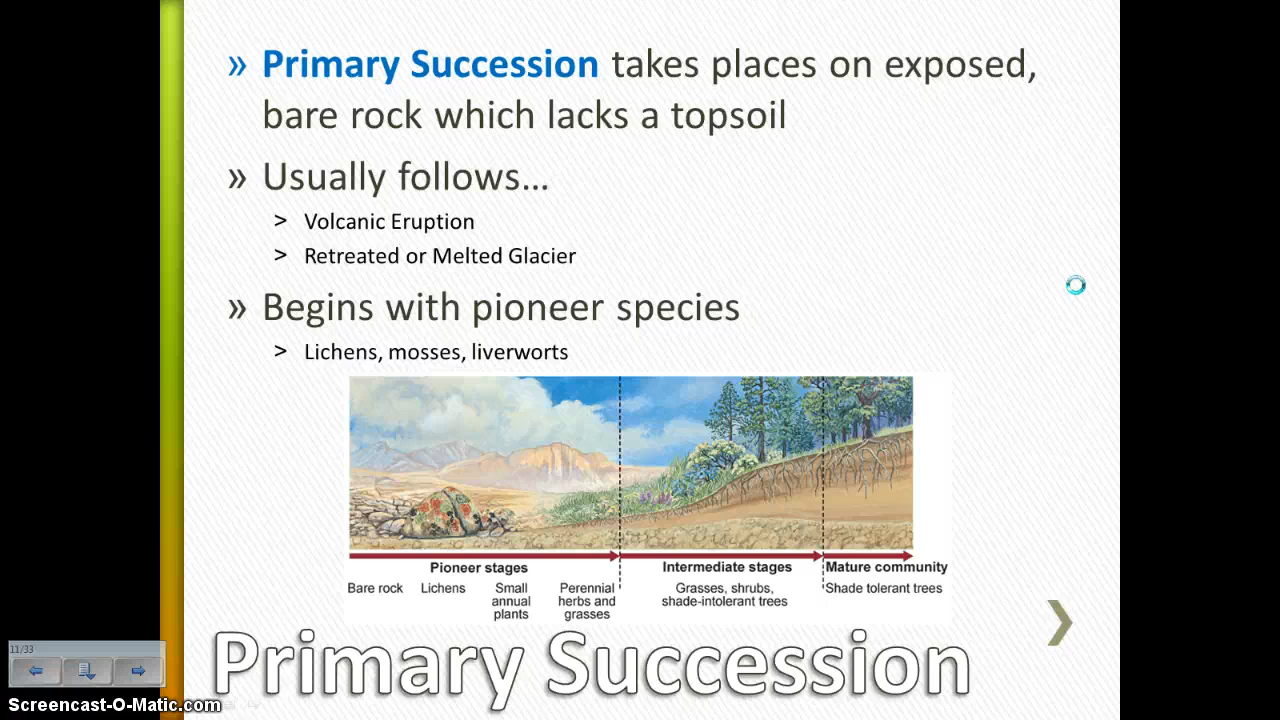 » Primary Succession takes places on exposed,
bare rock which lacks a topsoil
» Usually follows...
> Volcanic Eruption
> Retreated or Melted Glacier
» Begins with pioneer species
> Lichens, mosses, liverworts
Pioneer stages
Intermediate stages
Mature community
Bare rock
Lichens
Small
annual
plants
Perennial
herbs and
grasses
Grasses, shrubs,
shade-intolerant trees
Shade tolerant trees
Primary Succession
11/33
Screencast-O-Matic.com